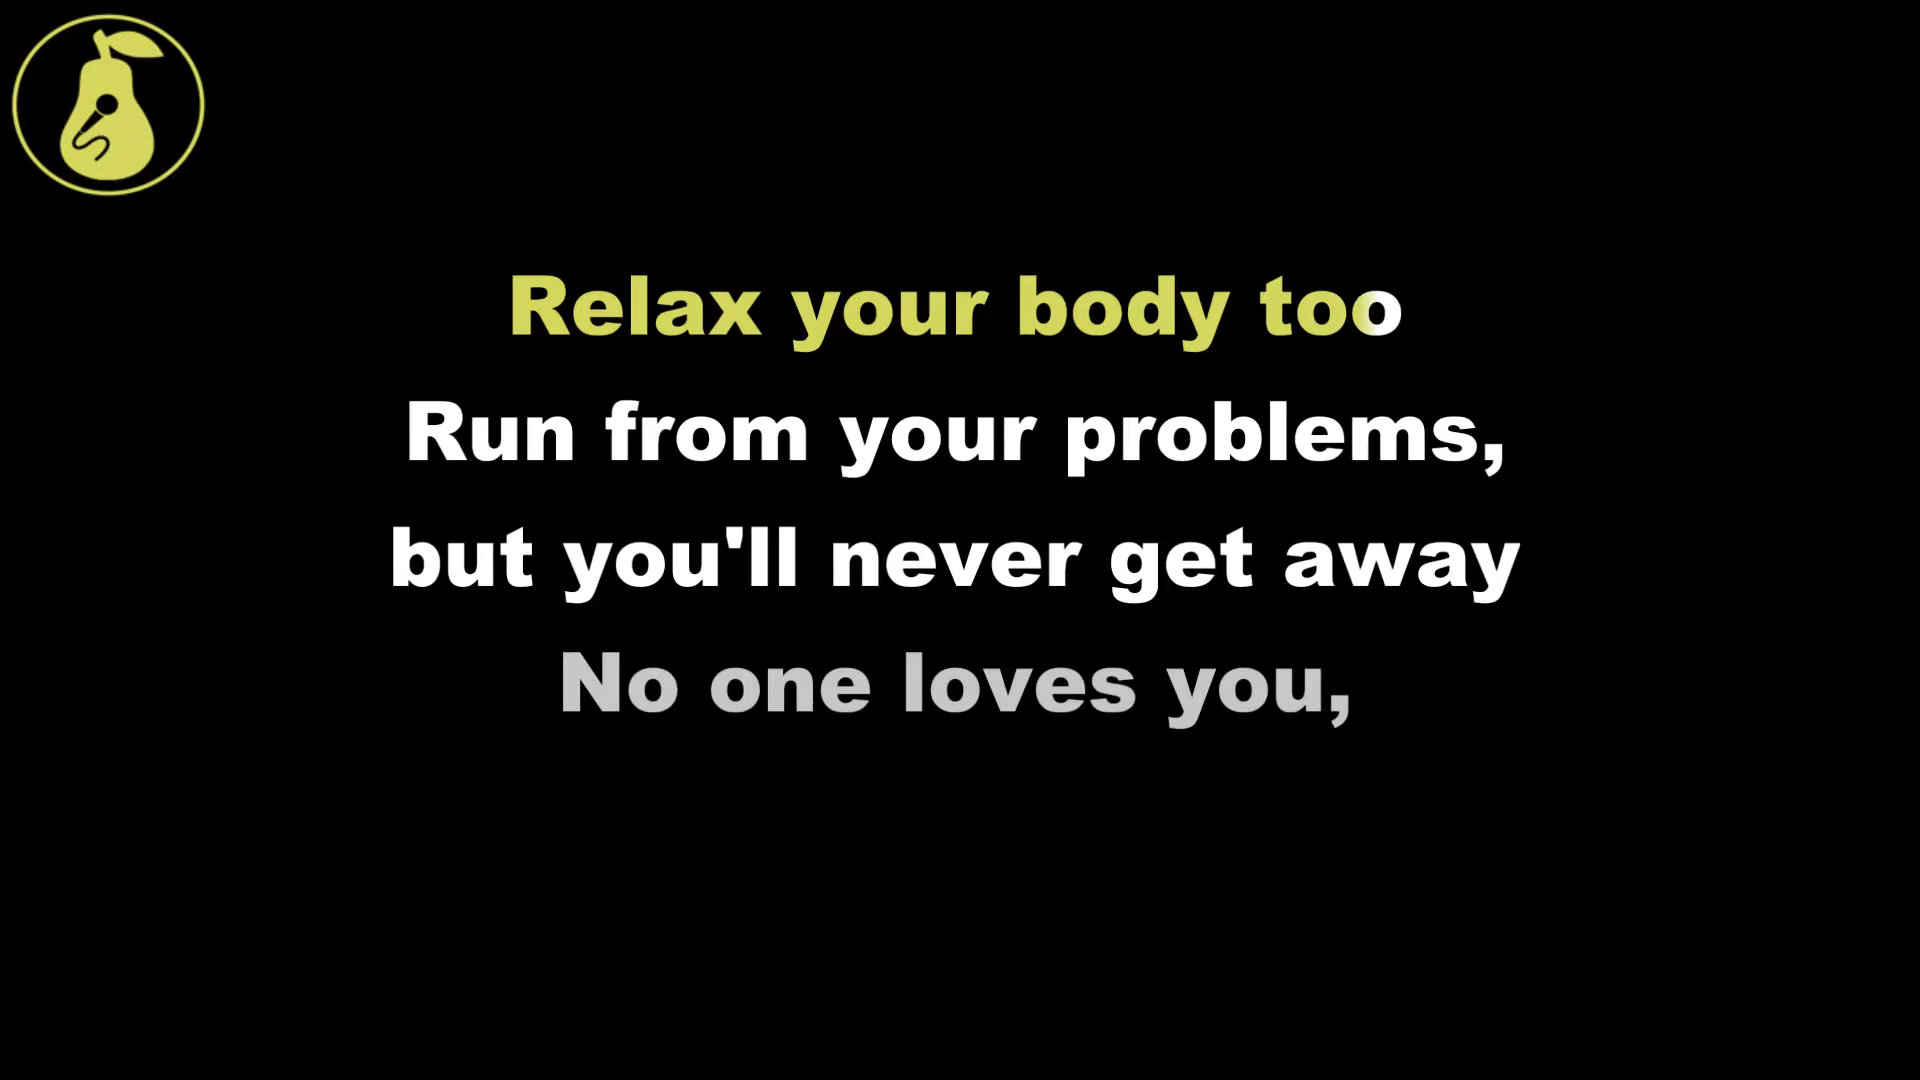 Relax your body too
Run from your problems,
but you'll never get away
No one loves you,